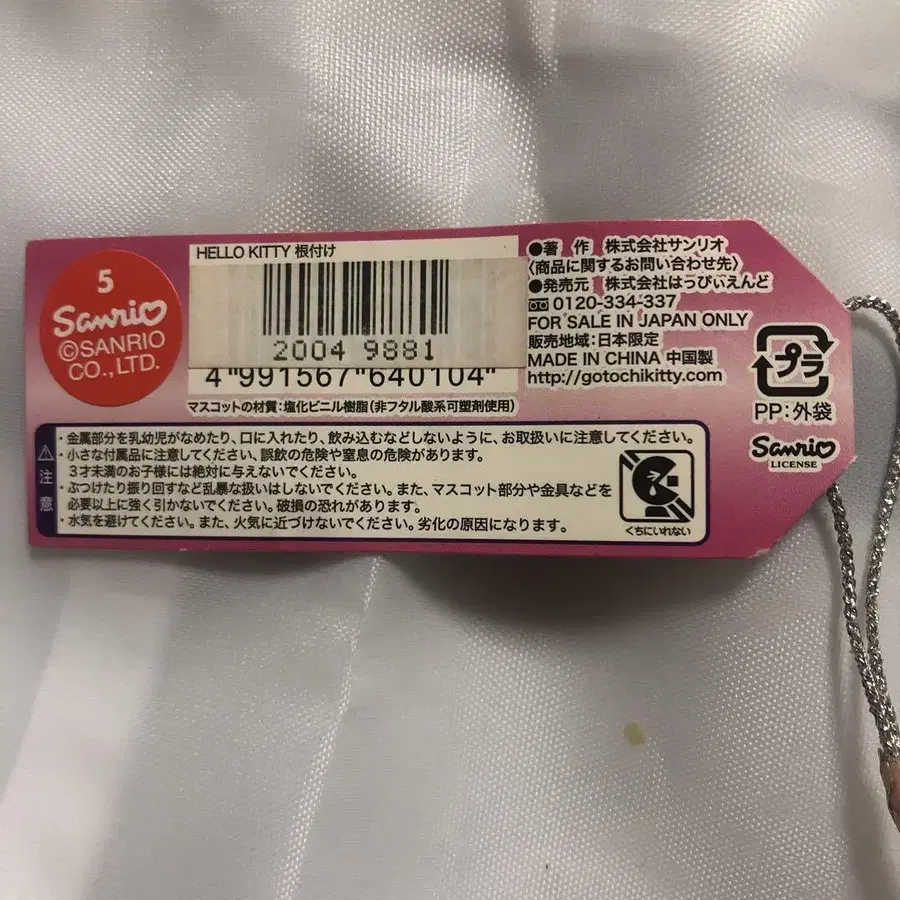 5
Sanrio
©SANRIO
CO., LTD.
HELLO KITTY 根付け
2004 9881
4"991567"640104"
マスコットの材質:塩化ビニル樹脂(非フタル酸系可塑剤使用)
●著 作 株式会社サンリオ
〈商品に関するお問い合わせ先〉
●発売元 株式会社はっぴぃえんど
0120-334-337
FOR SALE IN JAPAN ONLY
販売地域:日本限定
MADE IN CHINA 中国製
http://gotochikitty.com
プラ
PP:外袋
Sanrio
LICENSE
注意
・金属部分を乳幼児がなめたり、口に入れたり、飲み込むなどしないように、お取扱いに注意してください。
・小さな付属品に注意してください、誤飲の危険や窒息の危険があります。
3才未満のお子様には絶対に与えないでください。
・ぶつけたり振り回すなど乱暴な扱いはしないでください。また、マスコット部分や金具などを
必要以上に強く引かないでください。破損の恐れがあります。
・水気を避けてください。また、火気に近づけないでください。劣化の原因になります。
くちにいれない